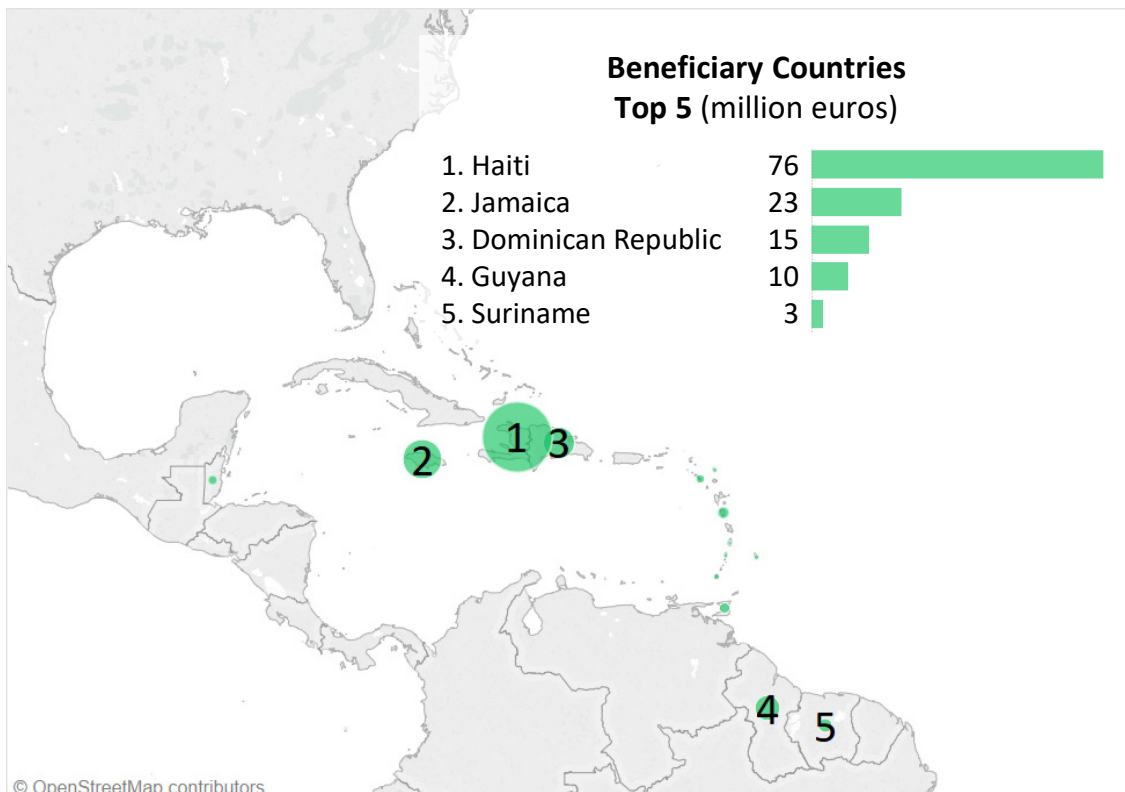 Beneficiary Countries
Top 5 (million euros)
1. Haiti 76
2. Jamaica 23
3. Dominican Republic 15
4. Guyana 10
5. Suriname 3
1
2
3
4
5
© OpenStreetMap contributors